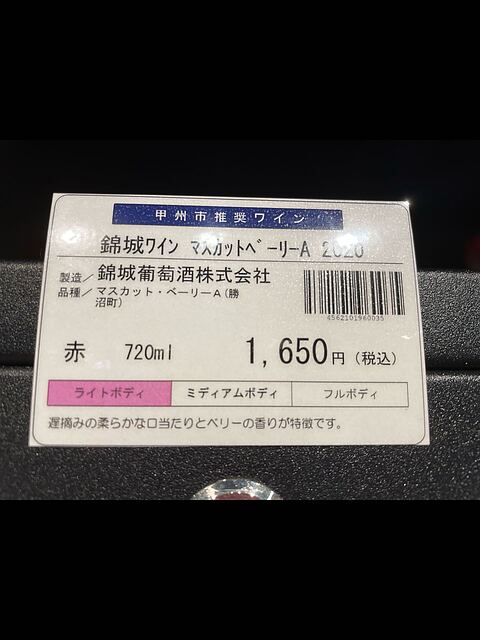 甲州市推奨ワイン
錦城ワイン マスカットベーリーA 2020
製造／錦城葡萄酒株式会社
品種／マスカット・ベーリーA(勝
沼町)
4562101960035
赤 720ml 1,650円（税込）
ライトボディ ミディアムボディ フルボディ
遅摘みの柔らかな口当たりとベリーの香りが特徴です。